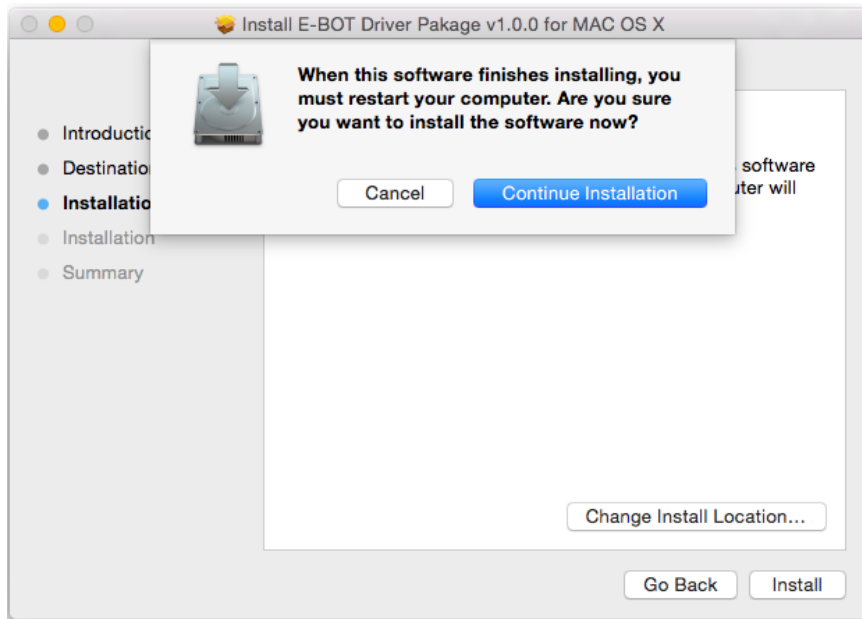 Install E-BOT Driver Pakage v1.0.0 for MAC OS X
When this software finishes installing, you
must restart your computer. Are you sure
you want to install the software now?
Cancel
Continue Installation
Introductio
Destinatio
Installatio
Installation
Summary
software
uter will
Change Install Location...
Go Back
Install